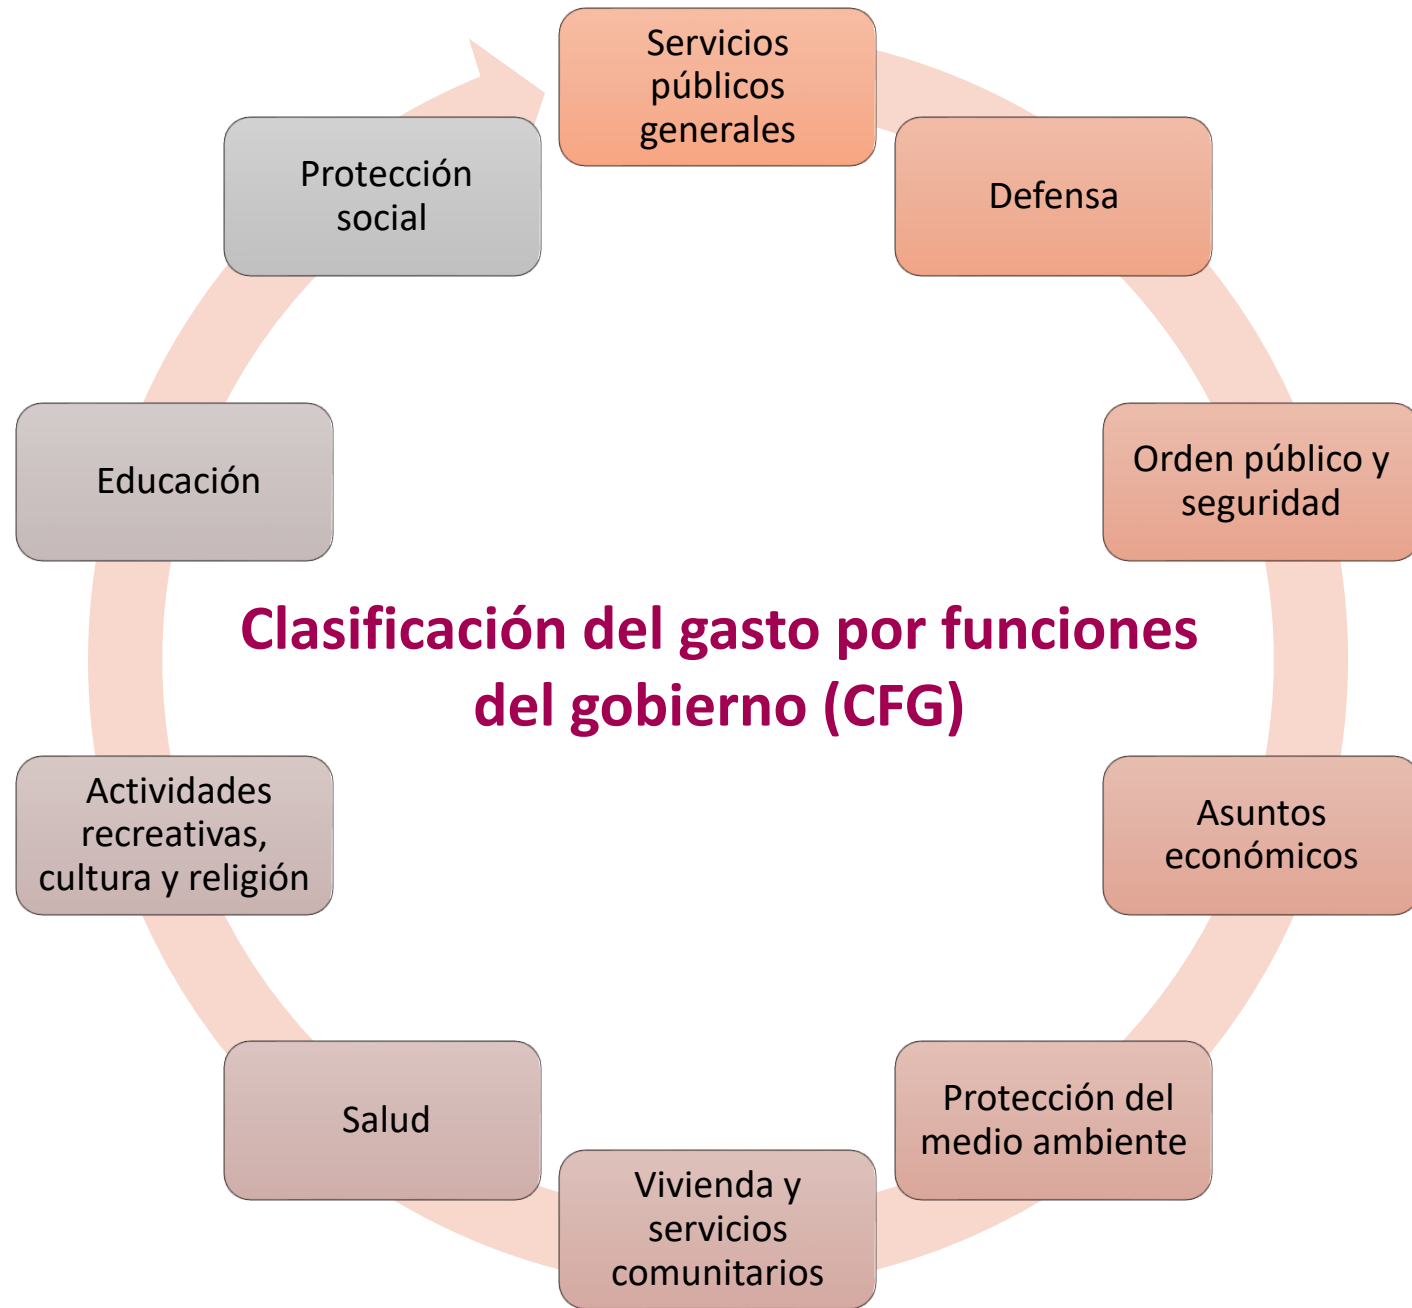 Servicios
públicos
generales
Defensa
Orden público y
seguridad
Asuntos
económicos
Protección del
medio ambiente
Vivienda y
servicios
comunitarios
Salud
Actividades
recreativas,
cultura y religión
Educación
Protección
social
Clasificación del gasto por funciones
del gobierno (CFG)